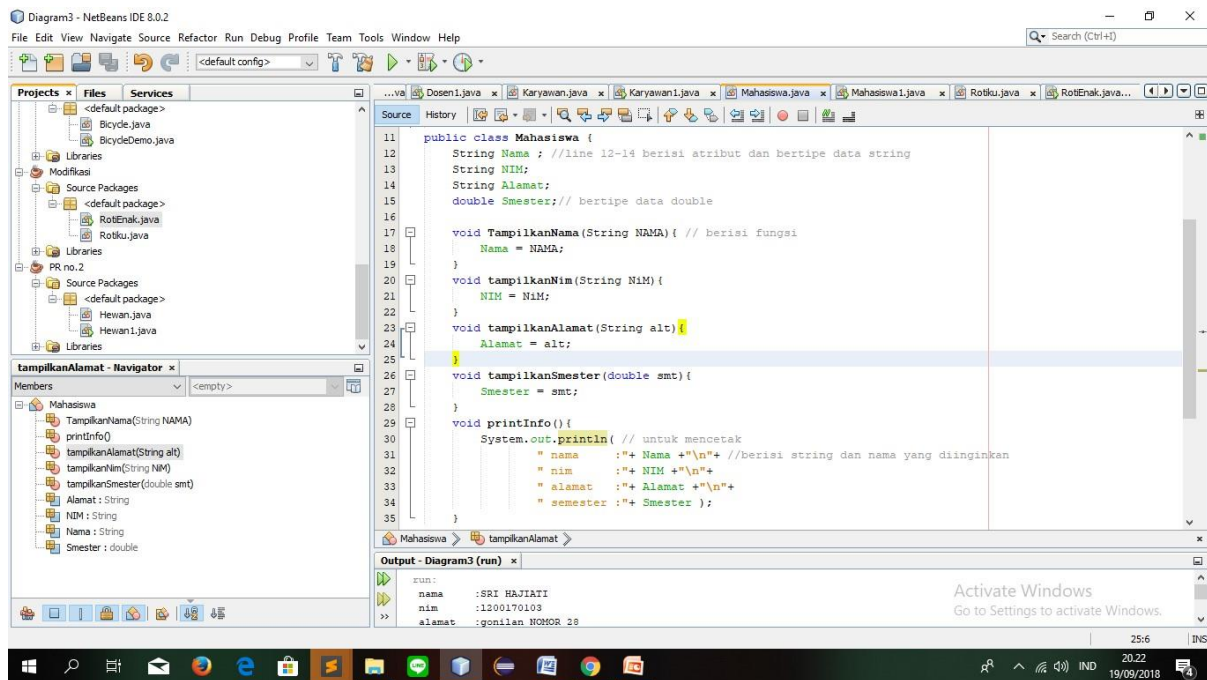 Diagram3 - NetBeans IDE 8.0.2
File Edit View Navigate Source Refactor Run Debug Profile Team Tools Window Help
Search (Ctrl+I)
<default config>
Projects Files Services
<default package>
Bicycle.java
BicycleDemo.java
Libraries
Modifikasi
Source Packages
<default package>
RotiEnak.java
Rotiku.java
Libraries
PR no.2
Source Packages
<default package>
Hewan.java
Hewan1.java
Libraries
tampilkanAlamat - Navigator
Members <empty>
Mahasiswa
TampilkanNama(String NAMA)
printInfo()
tampilkanAlamat(String alt)
tampilkanNim(String NiM)
tampilkanSmester(double smt)
Alamat : String
NIM : String
Nama : String
Smester : double
...va Dosen1.java Karyawan.java Karyawan1.java Mahasiswa.java Mahasiswa1.java Rotiku.java RotiEnak.java...
Source History
11 public class Mahasiswa {
12 String Nama ; //line 12-14 berisi atribut dan bertipe data string
13 String NIM;
14 String Alamat;
15 double Smester;// bertipe data double
16
17 void TampilkanNama(String NAMA){ // berisi fungsi
18 Nama = NAMA;
19 }
20 void tampilkanNim(String NiM){
21 NIM = NiM;
22 }
23 void tampilkanAlamat(String alt){
24 Alamat = alt;
25 }
26 void tampilkanSmester(double smt){
27 Smester = smt;
28 }
29 void printInfo(){
30 System.out.println( // untuk mencetak
31 " nama :"+ Nama +"\n"+ //berisi string dan nama yang diinginkan
32 " nim :"+ NIM +"\n"+
33 " alamat :"+ Alamat +"\n"+
34 " semester :"+ Smester );
35 }
Mahasiswa tampilkanAlamat
Output - Diagram3 (run)
run:
nama :SRI HAJIATI
nim :1200170103
alamat :gonilan NOMOR 28
Activate Windows
Go to Settings to activate Windows.
25:6 INS
IND
20.22
19/09/2018
4